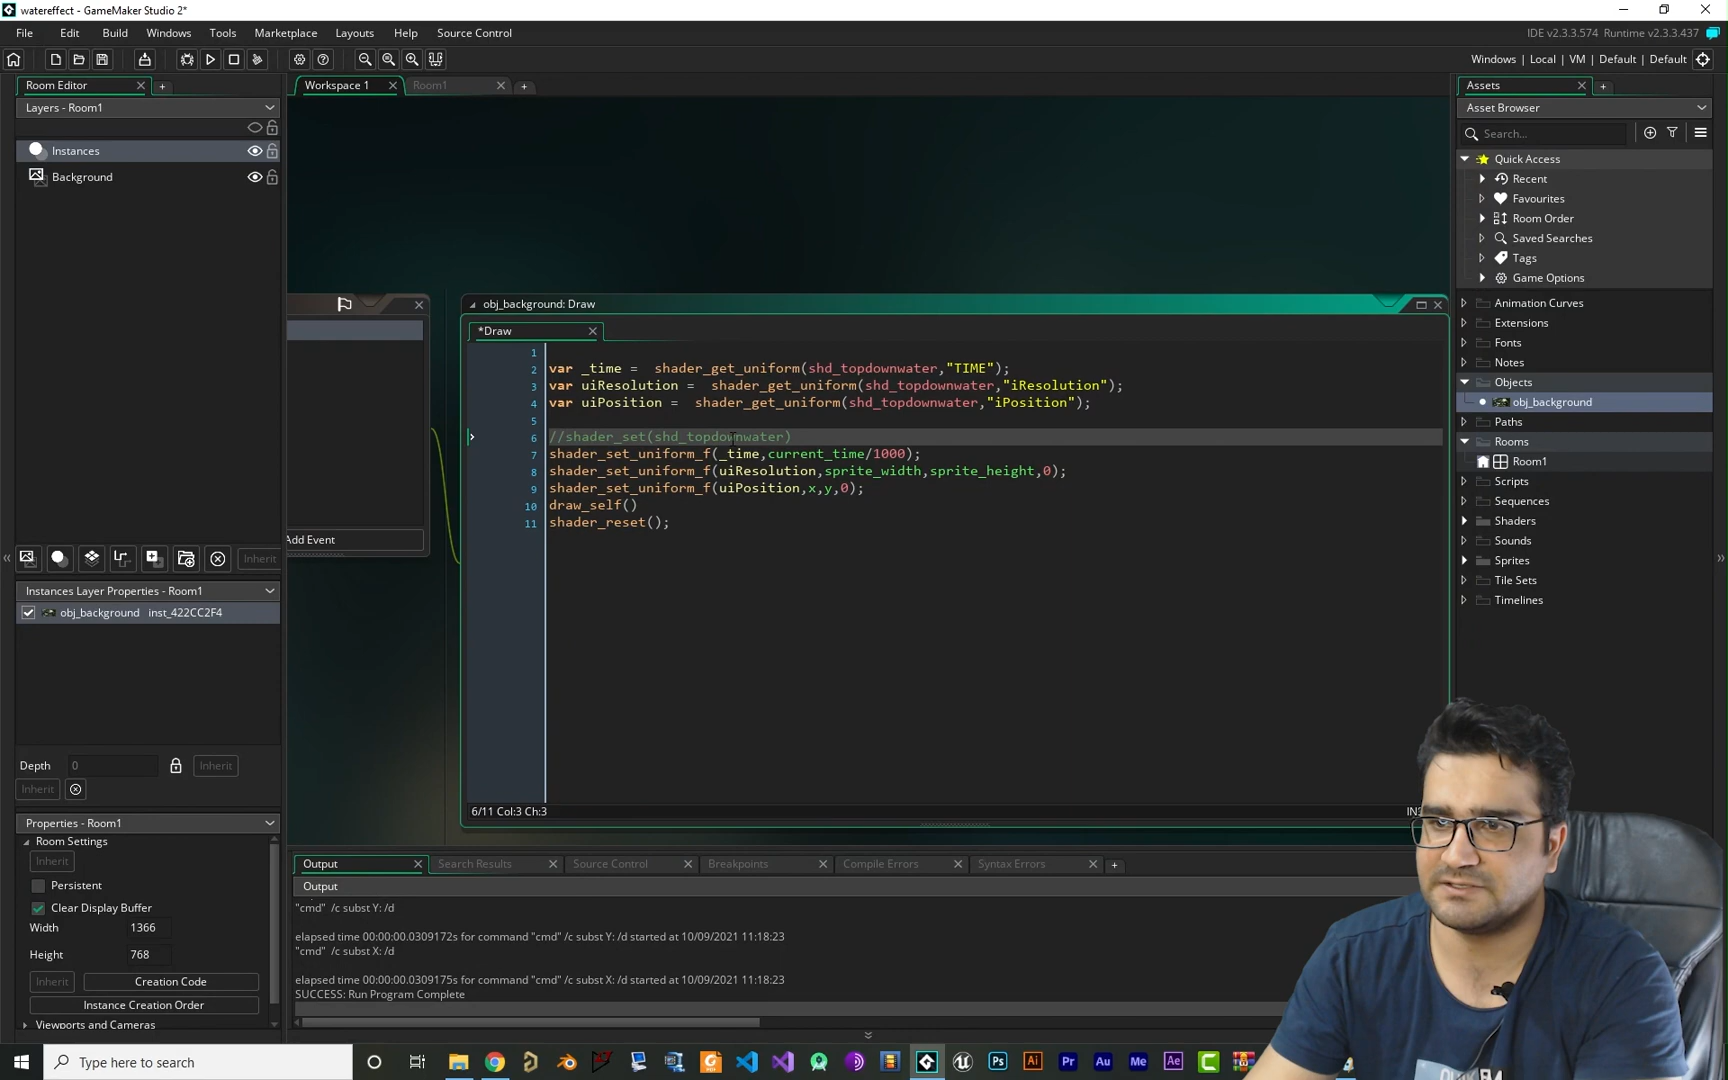 watereffect - GameMaker Studio 2*
File Edit Build Windows Tools Help Marketplace Layouts Source Control
IDE v2.3.3.574 Runtime v2.3.3.437
Windows | Local | VM | Default | Default
Room Editor
Layers - Room1
Instances
Background
Workspace 1
Room1
obj_background: Draw
*Draw
Add Event
1
2 var _time = shader_get_uniform(shd_topdownwater,"TIME");
3 var uiResolution = shader_get_uniform(shd_topdownwater,"iResolution");
4 var uiPosition = shader_get_uniform(shd_topdownwater,"iPosition");
5
6 //shader_set(shd_topdownwater)
7 shader_set_uniform_f(_time,current_time/1000);
8 shader_set_uniform_f(uiResolution,sprite_width,sprite_height,0);
9 shader_set_uniform_f(uiPosition,x,y,0);
10 draw_self()
11 shader_reset();
6/11 Col:3 Ch:3
Assets
Asset Browser
Search...
Quick Access
Recent
Favourites
Room Order
Saved Searches
Tags
Game Options
Animation Curves
Extensions
Fonts
Notes
Objects
obj_background
Paths
Rooms
Room1
Scripts
Sequences
Shaders
Sounds
Sprites
Tile Sets
Timelines
Inherit
Instances Layer Properties - Room1
obj_background inst_422CC2F4
Depth 0 Inherit
Inherit
Properties - Room1
Room Settings
Inherit
Persistent
Clear Display Buffer
Width 1366
Height 768
Inherit Creation Code
Instance Creation Order
Viewports and Cameras
Output Search Results Source Control Breakpoints Compile Errors Syntax Errors
Output
"cmd" /c subst Y: /d
elapsed time 00:00:00.0309172s for command "cmd" /c subst Y: /d started at 10/09/2021 11:18:23
"cmd" /c subst X: /d
elapsed time 00:00:00.0309175s for command "cmd" /c subst X: /d started at 10/09/2021 11:18:23
SUCCESS: Run Program Complete
Type here to search
Ps Ai Pr Au Me Ae